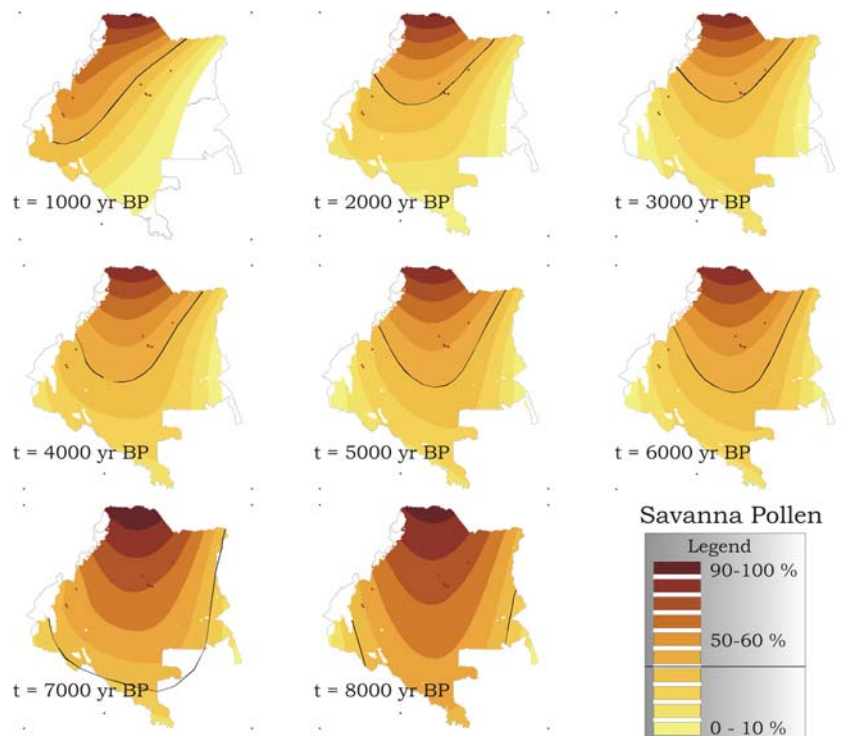 t = 1000 yr BP
t = 2000 yr BP
t = 3000 yr BP
t = 4000 yr BP
t = 5000 yr BP
t = 6000 yr BP
t = 7000 yr BP
t = 8000 yr BP
Savanna Pollen
Legend
90-100 %
50-60 %
0 - 10 %